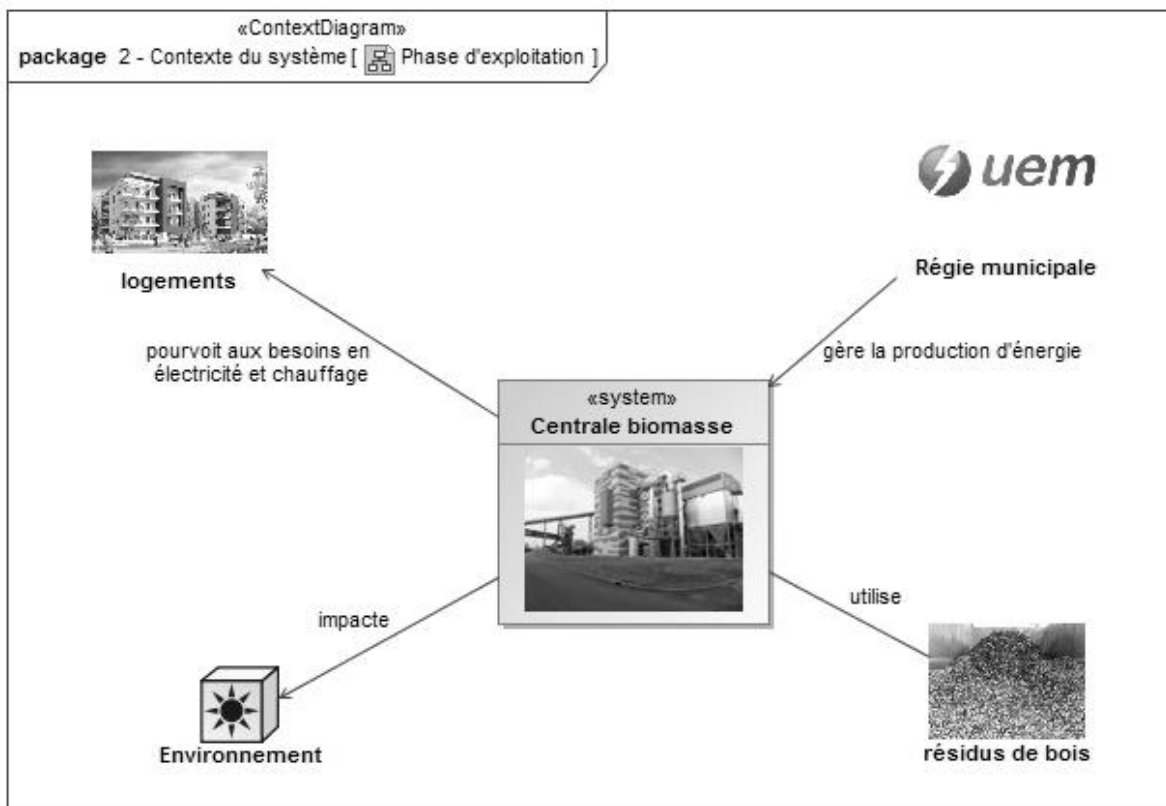 «ContextDiagram»
package 2 - Contexte du système [ Phase d'exploitation ]
uem
logements
Régie municipale
pourvoit aux besoins en
électricité et chauffage
gère la production d'énergie
«system»
Centrale biomasse
impacte
utilise
Environnement
résidus de bois